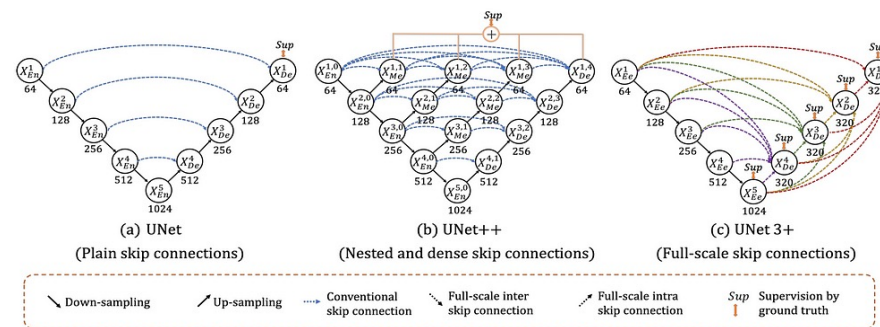 Sup
Sup
Sup
X¹En
X¹De
64
64
X²En
X²De
128
128
X³En
X³De
256
256
X⁴En
X⁴De
512
512
X⁵En
1024
+
X¹,⁰En
X¹,¹Me
X¹,²Me
X¹,³Me
X¹,⁴De
64
64
64
64
64
X²,⁰En
X²,¹Me
X²,²Me
X²,³De
128
128
128
128
X³,⁰En
X³,¹Me
X³,²De
256
256
256
X⁴,⁰En
X⁴,¹De
512
512
X⁵,⁰En
1024
X¹Ee
64
32
Sup
X²Ee
X²De
128
320
Sup
X³Ee
X³De
256
320
Sup
X⁴Ee
X⁴De
512
320
Sup
X⁵Ee
1024
(a) UNet
(Plain skip connections)
(b) UNet++
(Nested and dense skip connections)
(c) UNet 3+
(Full-scale skip connections)
Down-sampling
Up-sampling
Conventional
skip connection
Full-scale inter
skip connection
Full-scale intra
skip connection
Sup
Supervision by
ground truth